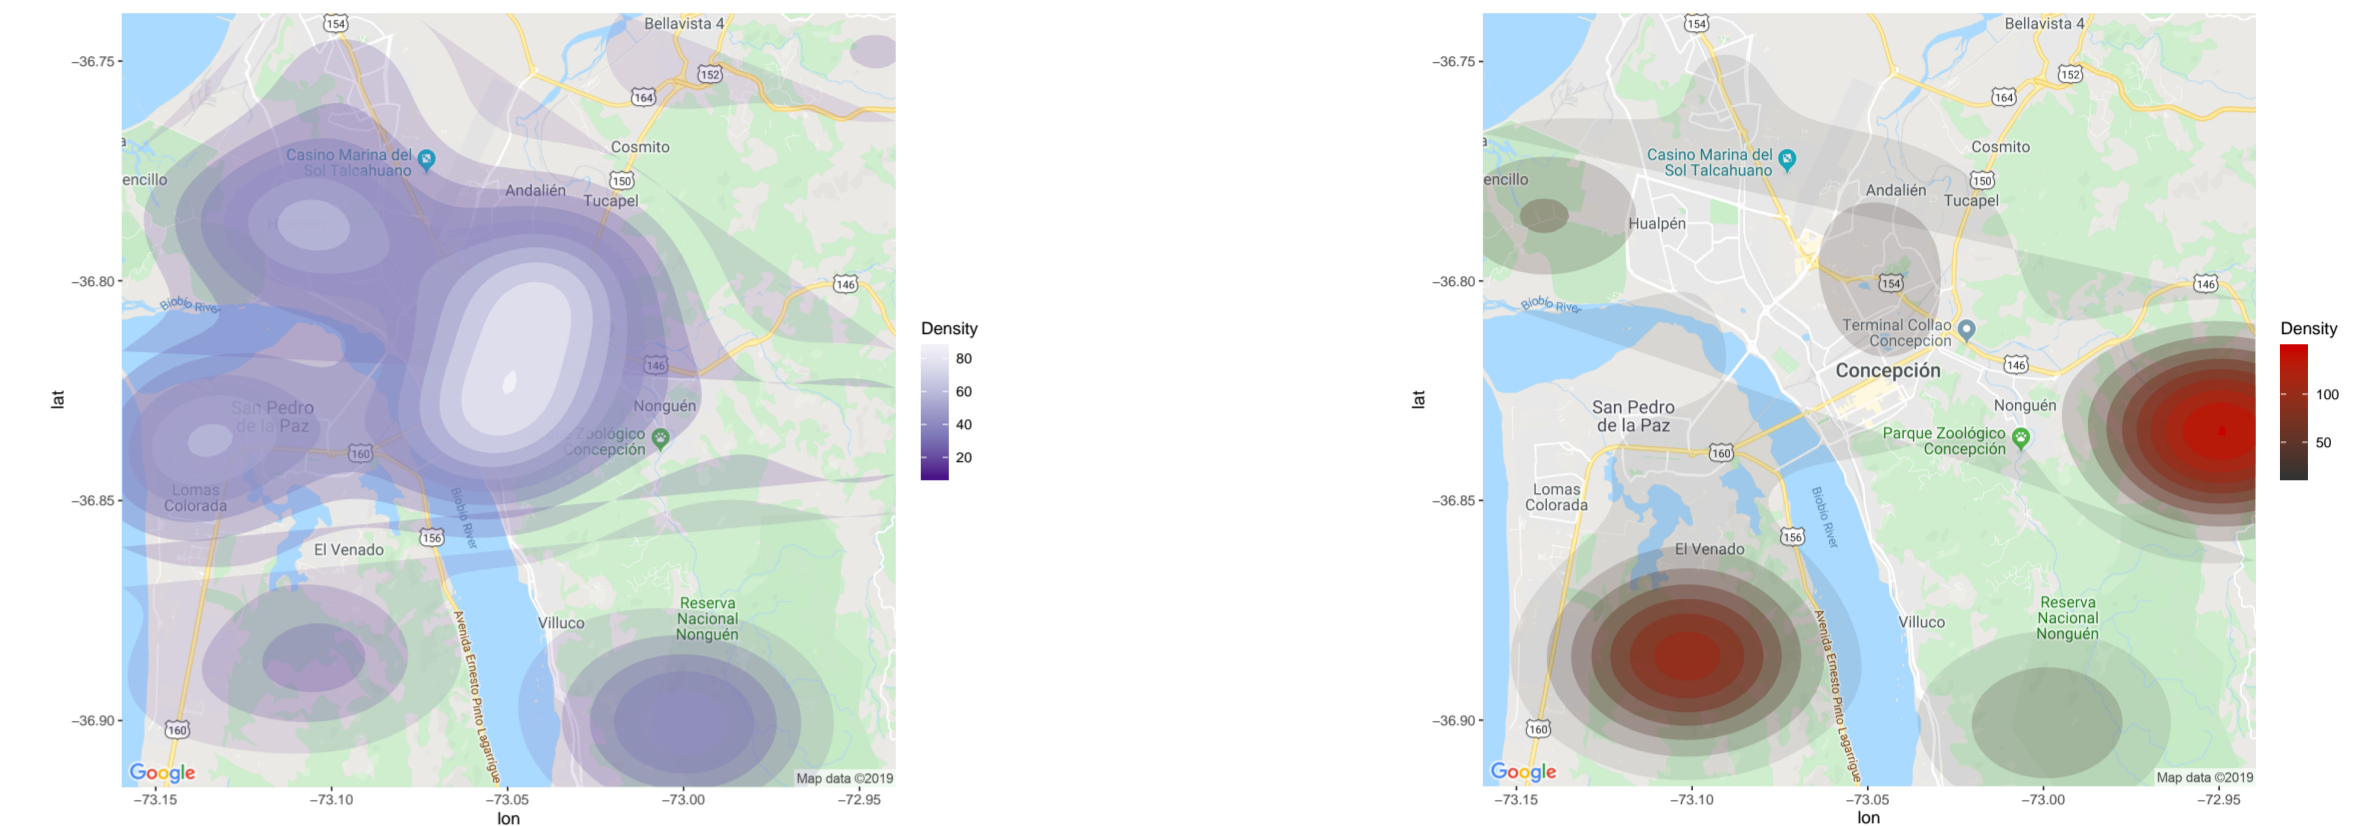 154
Bellavista 4
−36.75
152
164
a
Casino Marina del
Sol Talcahuano
Cosmito
encillo
150
Andalién
Tucapel
−36.80
146
Biobío River
Density
80
60
40
20
146
lat
San Pedro
de la Paz
Nonguén
Zoológico
Concepción
160
Lomas
Colorada
−36.85
Biobío River
El Venado
156
Reserva
Nacional
Nonguén
Villuco
Avenida Ernesto Pinto Lagarrigue
−36.90
160
Google
Map data ©2019
−73.15
−73.10
−73.05
−73.00
−72.95
lon
154
Bellavista 4
−36.75
152
164
a
Casino Marina del
Sol Talcahuano
Cosmito
encillo
150
Andalién
Tucapel
Hualpén
−36.80
154
146
Biobío River
Terminal Collao
Concepcion
Density
100
50
146
Concepción
lat
San Pedro
de la Paz
Nonguén
Parque Zoológico
Concepción
160
Lomas
Colorada
−36.85
Biobío River
El Venado
156
Reserva
Nacional
Nonguén
Villuco
Avenida Ernesto Pinto Lagarrigue
−36.90
160
Google
Map data ©2019
−73.15
−73.10
−73.05
−73.00
−72.95
lon